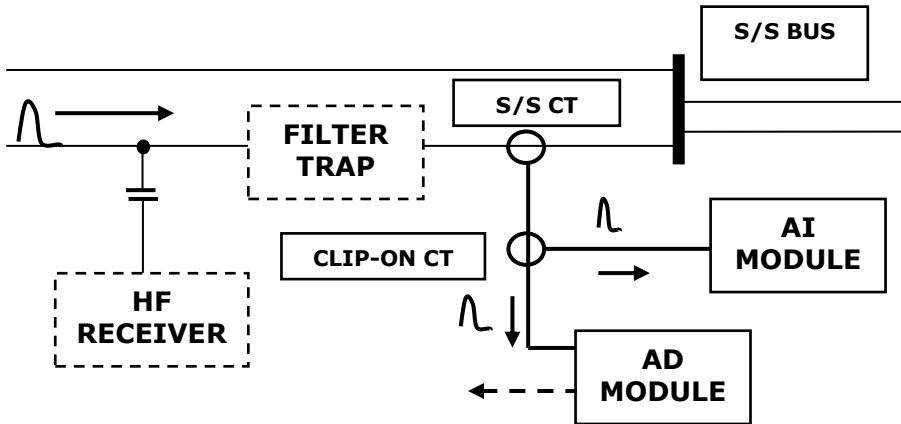 S/S BUS
S/S CT
FILTER
TRAP
CLIP-ON CT
AI
MODULE
HF
RECEIVER
AD
MODULE